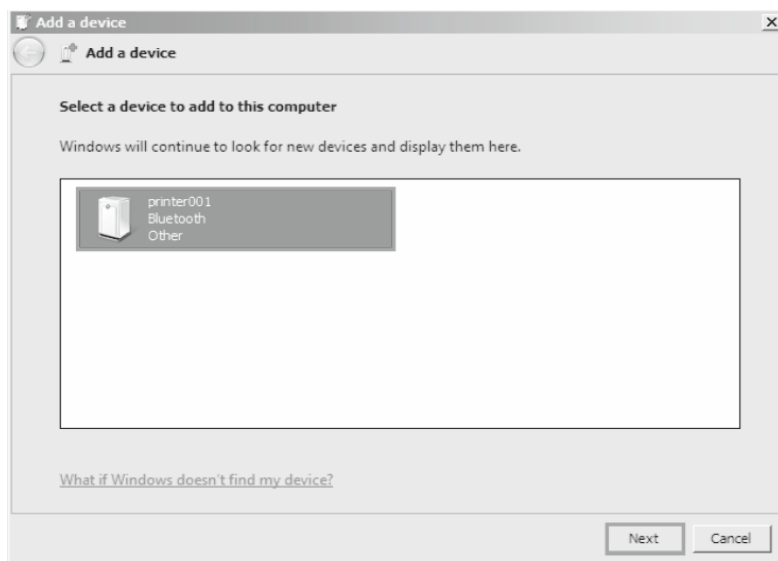 Add a device
Add a device
Select a device to add to this computer
Windows will continue to look for new devices and display them here.
printer001
Bluetooth
Other
What if Windows doesn't find my device?
Next Cancel